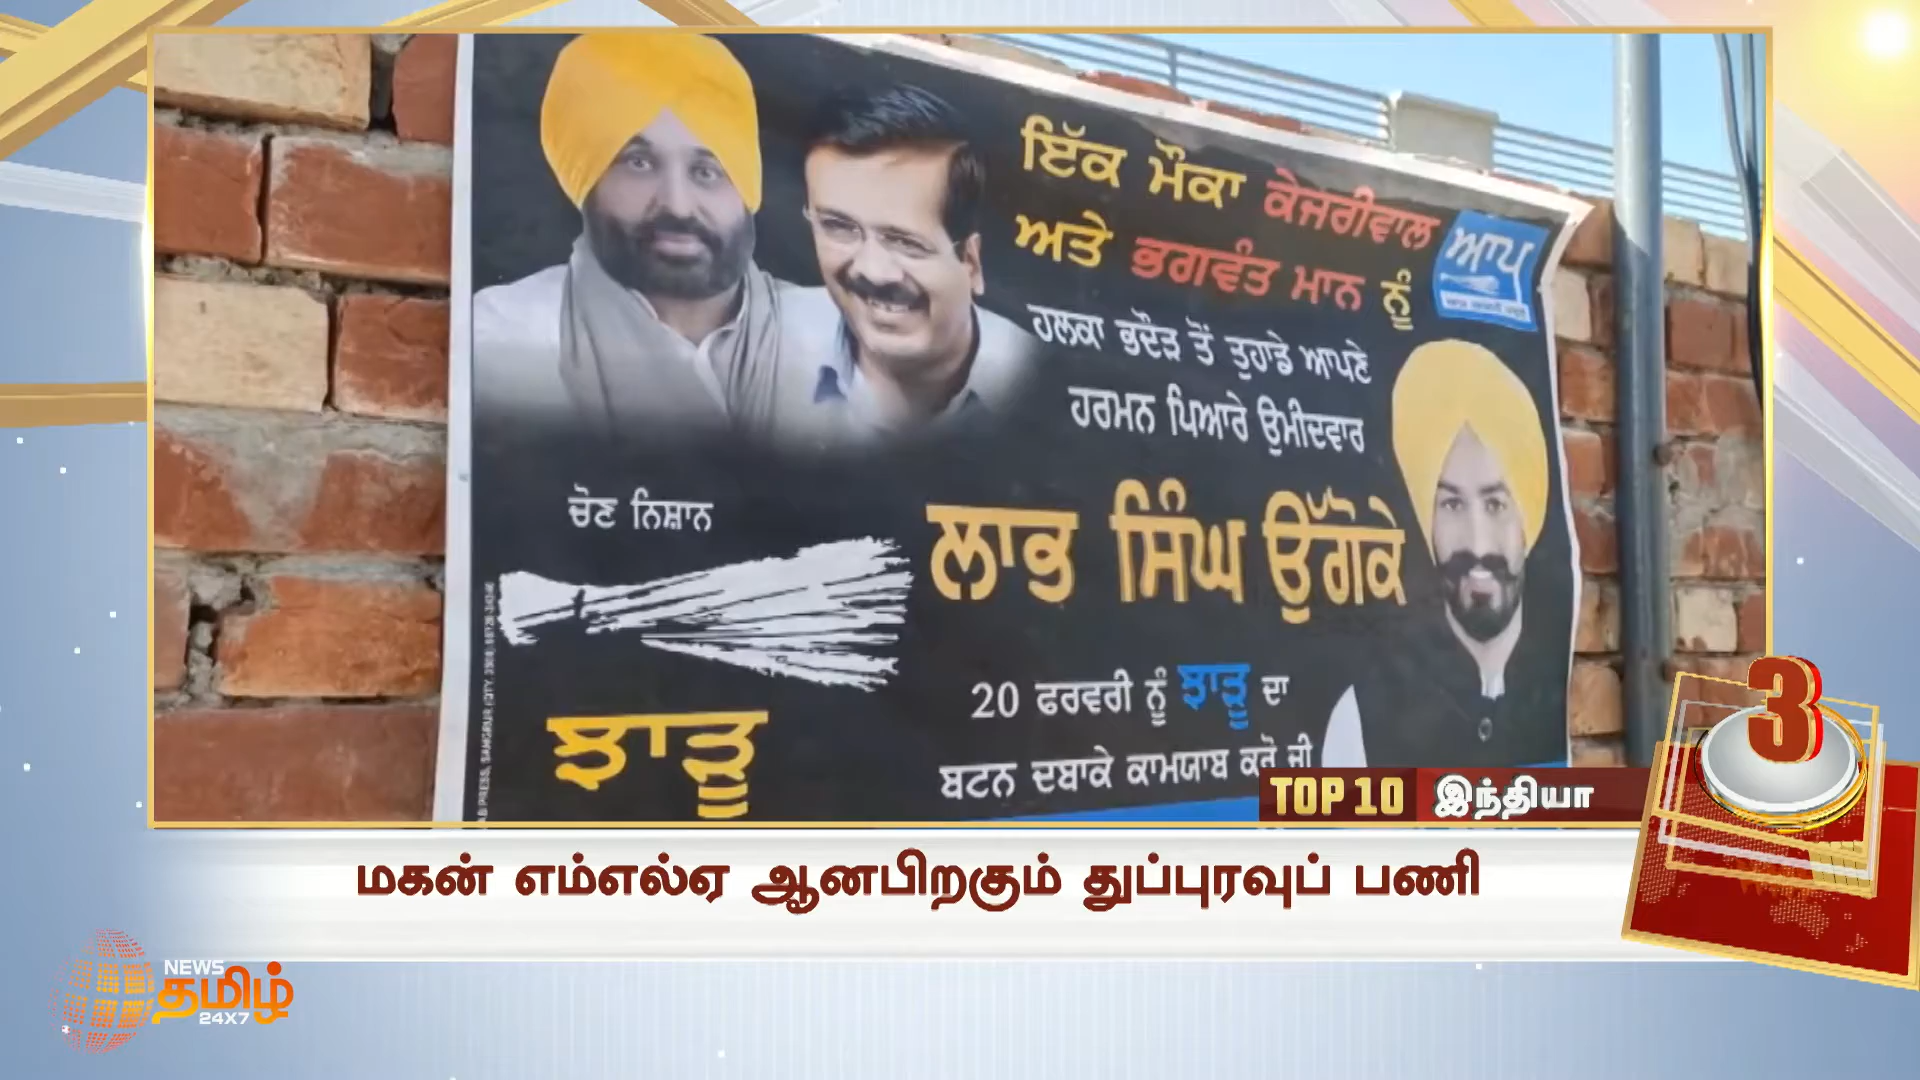 ਇੱਕ ਮੌਕਾ ਕੇਜਰੀਵਾਲ
ਅਤੇ ਭਗਵੰਤ ਮਾਨ ਨੂੰ
ਆਪ
ਹਲਕਾ ਭਦੌੜ ਤੋਂ ਤੁਹਾਡੇ ਆਪਣੇ
ਹਰਮਨ ਪਿਆਰੇ ਉਮੀਦਵਾਰ
ਚੋਣ ਨਿਸ਼ਾਨ
ਲਾਭ ਸਿੰਘ ਉੱਗੋਕੇ
20 ਫਰਵਰੀ ਨੂੰ ਝਾੜੂ ਦਾ
ਝਾੜੂ
ਬਟਨ ਦਬਾਕੇ ਕਾਮਯਾਬ ਕਰੋ ਜੀ
3
TOP 10 இந்தியா
மகன் எம்எல்ஏ ஆனபிறகும் துப்புரவுப் பணி
NEWS
தமிழ்
24X7